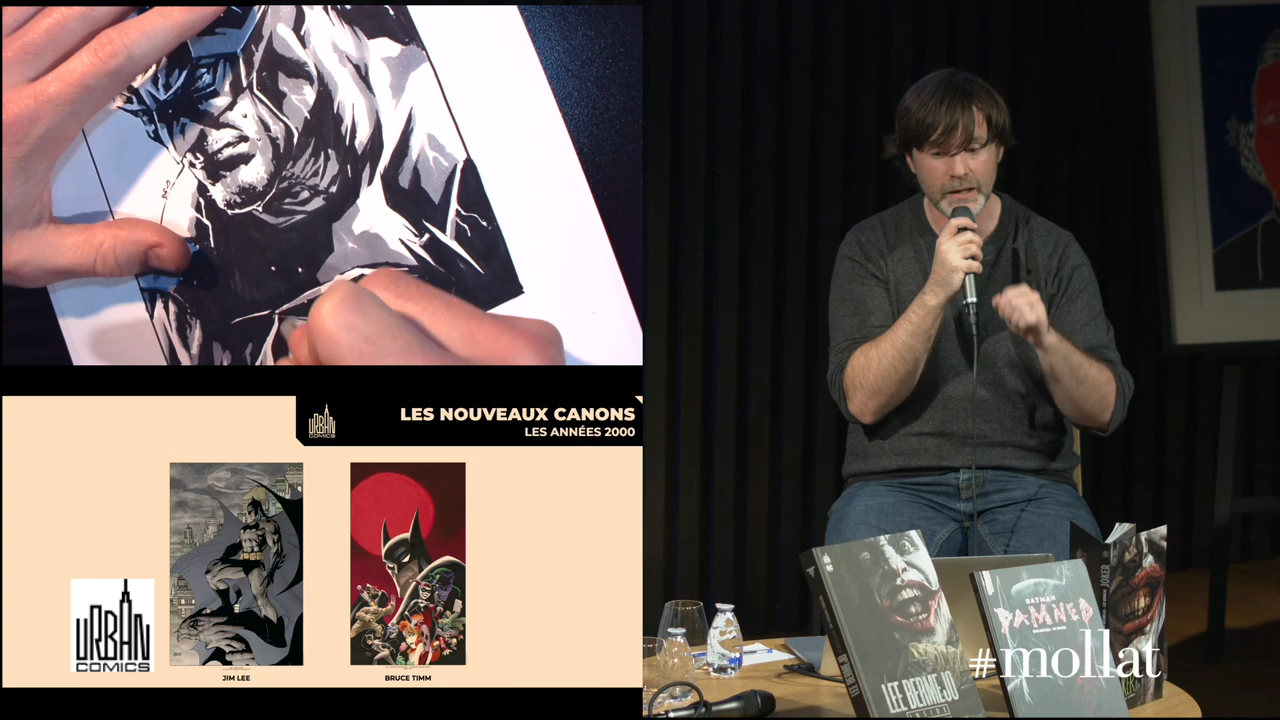 URBAN
COMICS
LES NOUVEAUX CANONS
LES ANNÉES 2000
URBAN
COMICS
JIM LEE
BRUCE TIMM
LEE BERMEJO
INSIDE
BATMAN
DAMNED
JOKER
#mollat